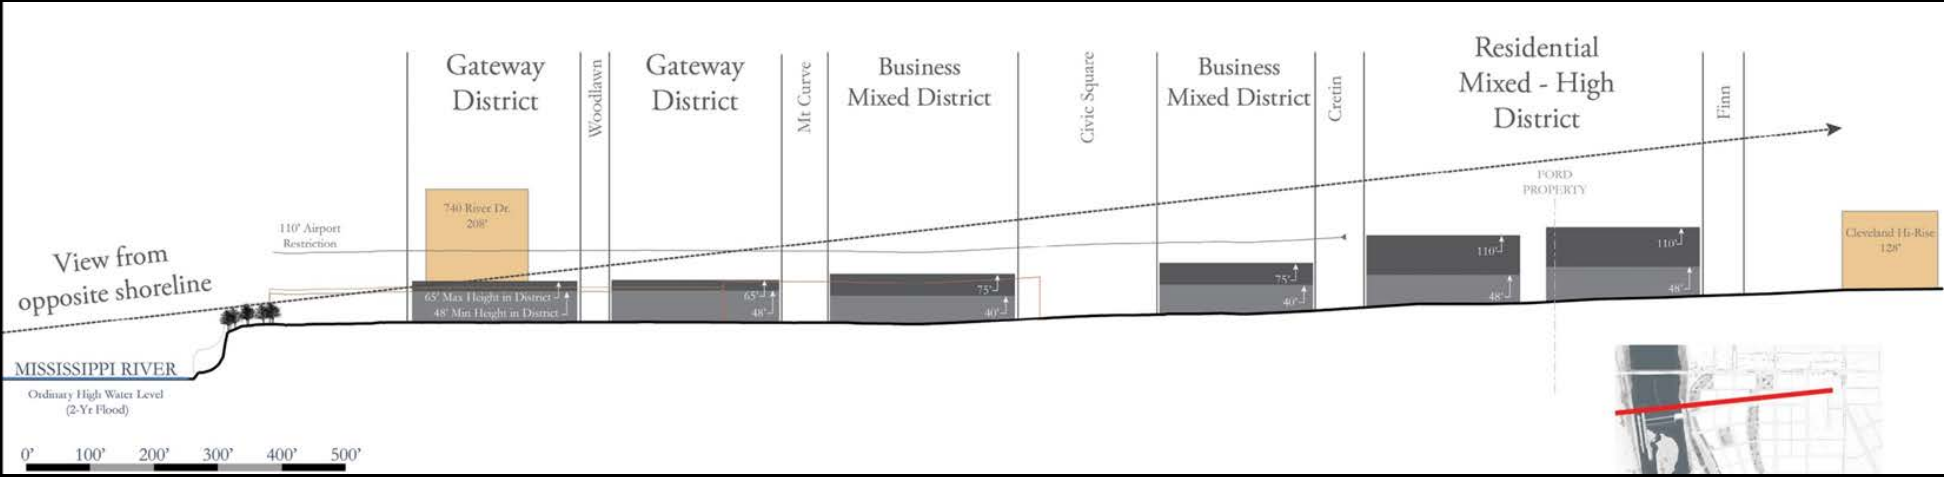 Gateway
District
Woodlawn
Gateway
District
Mt Curve
Business
Mixed District
Civic Square
Business
Mixed District
Cretin
Residential
Mixed - High
District
Finn
FORD
PROPERTY
740 River Dr.
208'
110' Airport
Restriction
Cleveland Hi-Rise
128'
View from
opposite shoreline
65' Max Height in District
48' Min Height in District
65'
48'
75'
40'
75'
40'
110'
48'
110'
48'
MISSISSIPPI RIVER
Ordinary High Water Level
(2-Yr Flood)
0' 100' 200' 300' 400' 500'